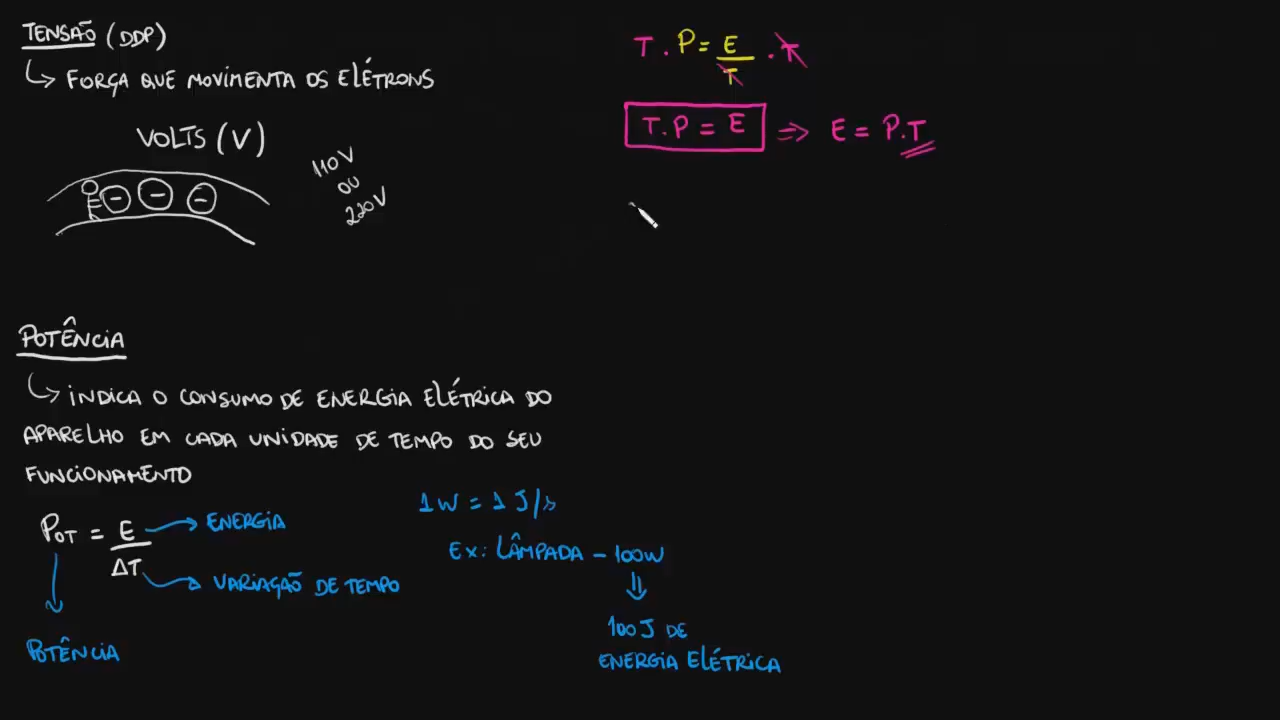 TENSÃO (DDP)
↳ FORÇA QUE MOVIMENTA OS ELÉTRONS
VOLTS (V)
110V
OU
220V
T . P = E/T . T
T.P = E ⇒ E = P.T
POTÊNCIA
↳ INDICA O CONSUMO DE ENERGIA ELÉTRICA DO
APARELHO EM CADA UNIDADE DE TEMPO DO SEU
FUNCIONAMENTO
POT = E/ΔT
ENERGIA
VARIAÇÃO DE TEMPO
POTÊNCIA
1W = 1 J/s
EX: LÂMPADA – 100W
100J DE
ENERGIA ELÉTRICA